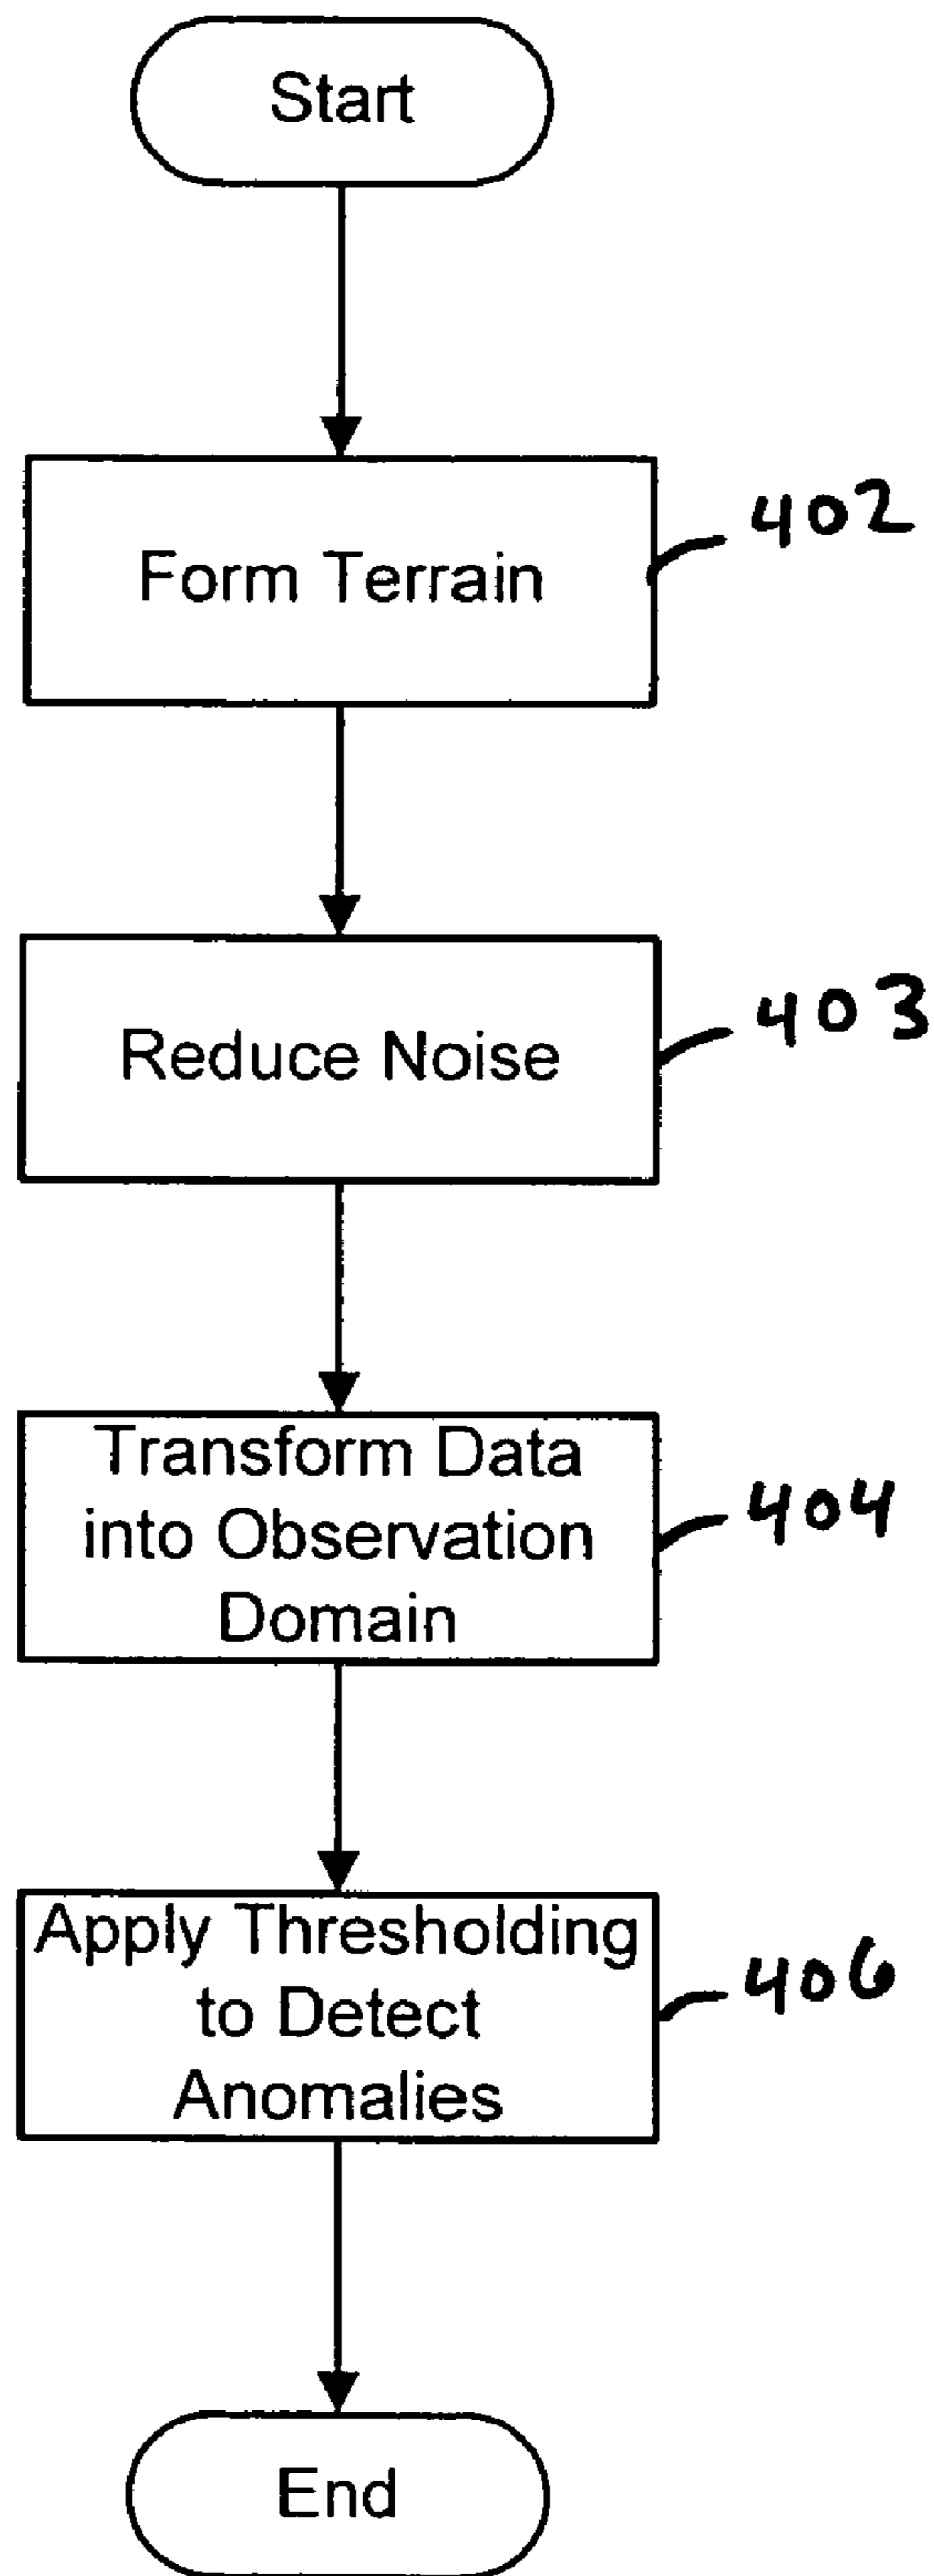 Start
Form Terrain
402
Reduce Noise
403
Transform Data
into Observation
Domain
404
Apply Thresholding
to Detect
Anomalies
406
End